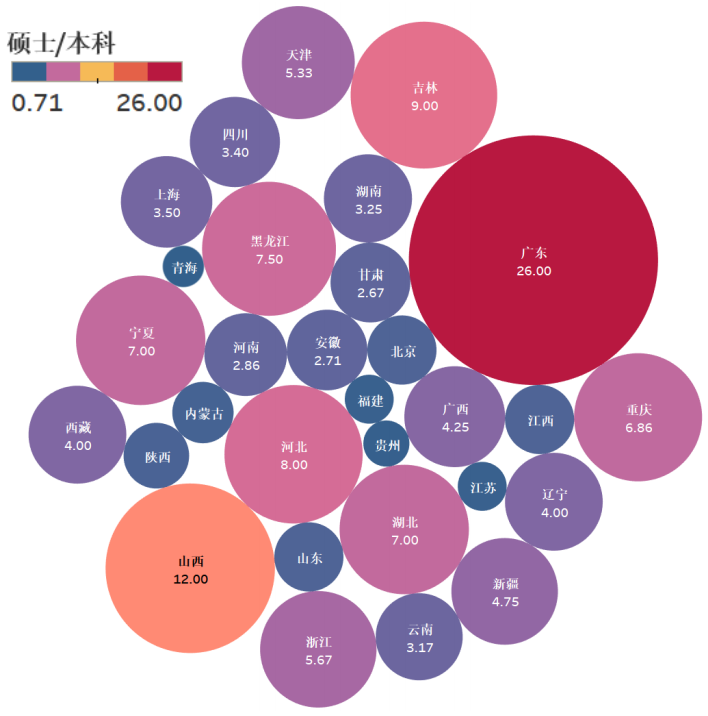 硕士/本科
0.71 26.00
天津
5.33
吉林
9.00
四川
3.40
湖南
3.25
上海
3.50
黑龙江
7.50
广东
26.00
青海
甘肃
2.67
宁夏
7.00
河南
2.86
安徽
2.71
北京
福建
西藏
4.00
内蒙古
广西
4.25
江西
重庆
6.86
陕西
河北
8.00
贵州
江苏
辽宁
4.00
湖北
7.00
山西
12.00
山东
新疆
4.75
浙江
5.67
云南
3.17